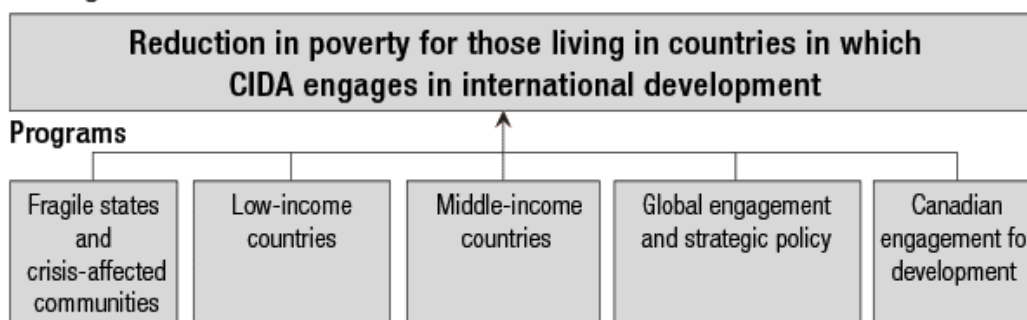 Reduction in poverty for those living in countries in which
CIDA engages in international development
Programs
Fragile states
and
crisis-affected
communities
Low-income
countries
Middle-income
countries
Global engagement
and strategic policy
Canadian
engagement fo
development